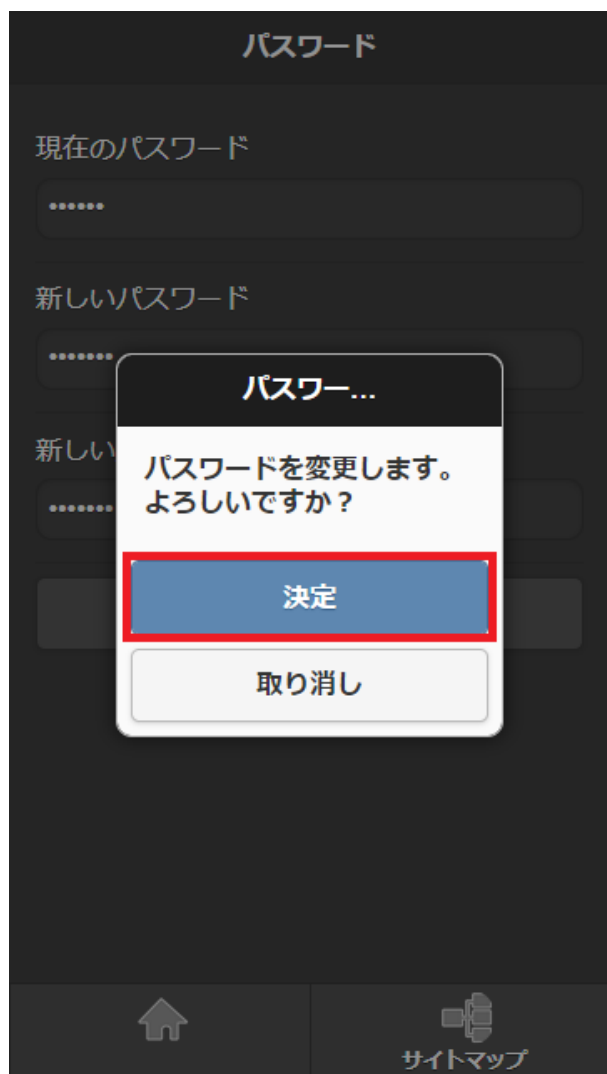 パスワード
現在のパスワード
••••••
新しいパスワード
•••••••
パスワー...
新しい
パスワードを変更します。
よろしいですか？
•••••••
決定
取り消し
サイトマップ